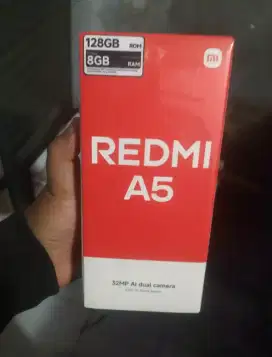 128GB ROM
8GB RAM
mi
REDMI
A5
32MP AI dual camera